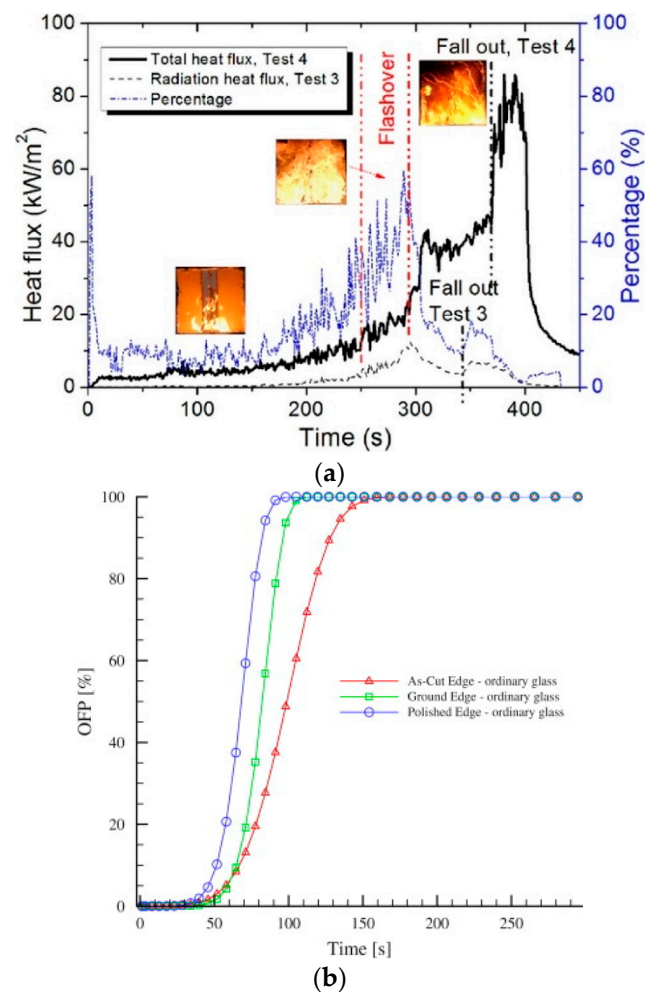 Total heat flux, Test 4
Radiation heat flux, Test 3
Percentage
Flashover
Fall out, Test 4
Fall out
Test 3
Heat flux (kW/m²)
100
80
60
40
20
0
Percentage (%)
100
80
60
40
20
0
0 100 200 300 400
Time (s)
(a)
OFP [%]
100
80
60
40
20
0
As-Cut Edge - ordinary glass
Ground Edge - ordinary glass
Polished Edge - ordinary glass
0 50 100 150 200 250
Time [s]
(b)